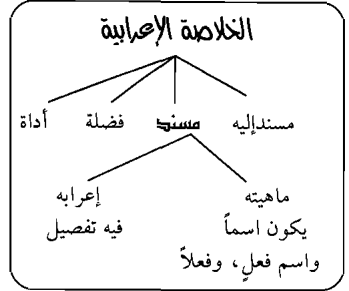 الخلاصة الإعرابية
مسندإليه مسند فضلة أداة
ماهيته إعرابه
يكون اسماً فيه تفصيل
واسم فعلٍ، وفعلاً